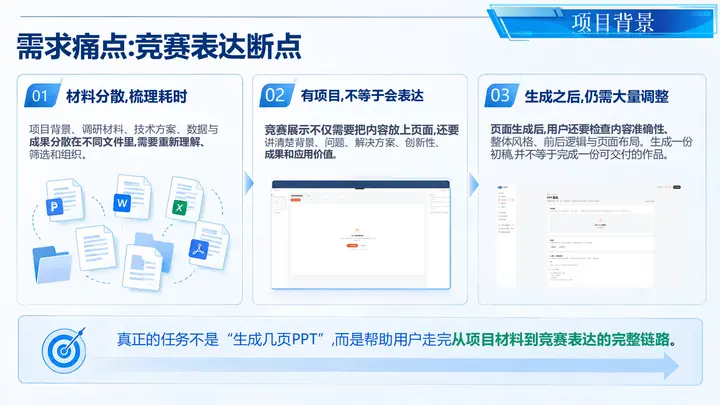 项目背景
需求痛点:竞赛表达断点
01 材料分散,梳理耗时
项目背景、调研材料、技术方案、数据与
成果分散在不同文件里,需要重新理解、
筛选和组织。
P
W
X
02 有项目,不等于会表达
竞赛展示不仅需要把内容放上页面,还要
讲清楚背景、问题、解决方案、创新性、
成果和应用价值。
03 生成之后,仍需大量调整
页面生成后,用户还要检查内容准确性、
整体风格、前后逻辑与页面布局。生成一份
初稿,并不等于完成一份可交付的作品。
真正的任务不是“生成几页PPT”,而是帮助用户走完从项目材料到竞赛表达的完整链路。